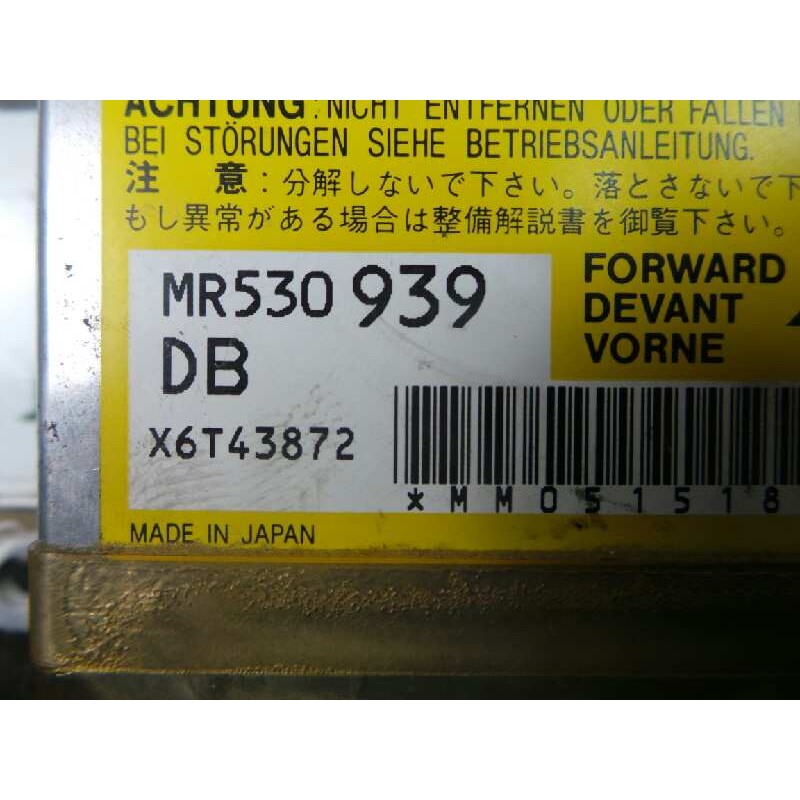 ACHTUNG : NICHT ENTFERNEN ODER FALLEN
BEI STÖRUNGEN SIEHE BETRIEBSANLEITUNG.
注 意：分解しないで下さい。落とさないで下
もし異常がある場合は整備解説書を御覧下さい。
MR530 939
DB
X6T43872
FORWARD
DEVANT
VORNE
*MM051518
MADE IN JAPAN